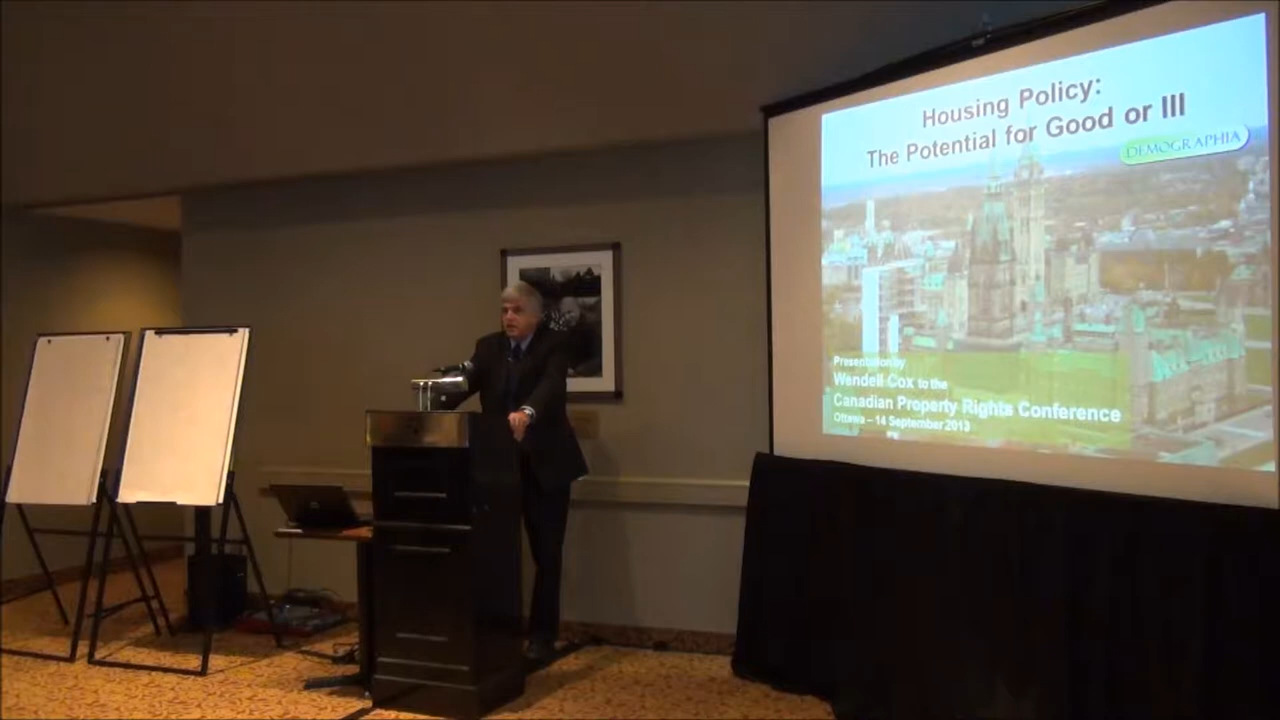 Housing Policy:
The Potential for Good or Ill
DEMOGRAPHIA
Presentation by
Wendell Cox to the
Canadian Property Rights Conference
Ottawa – 14 September 2013